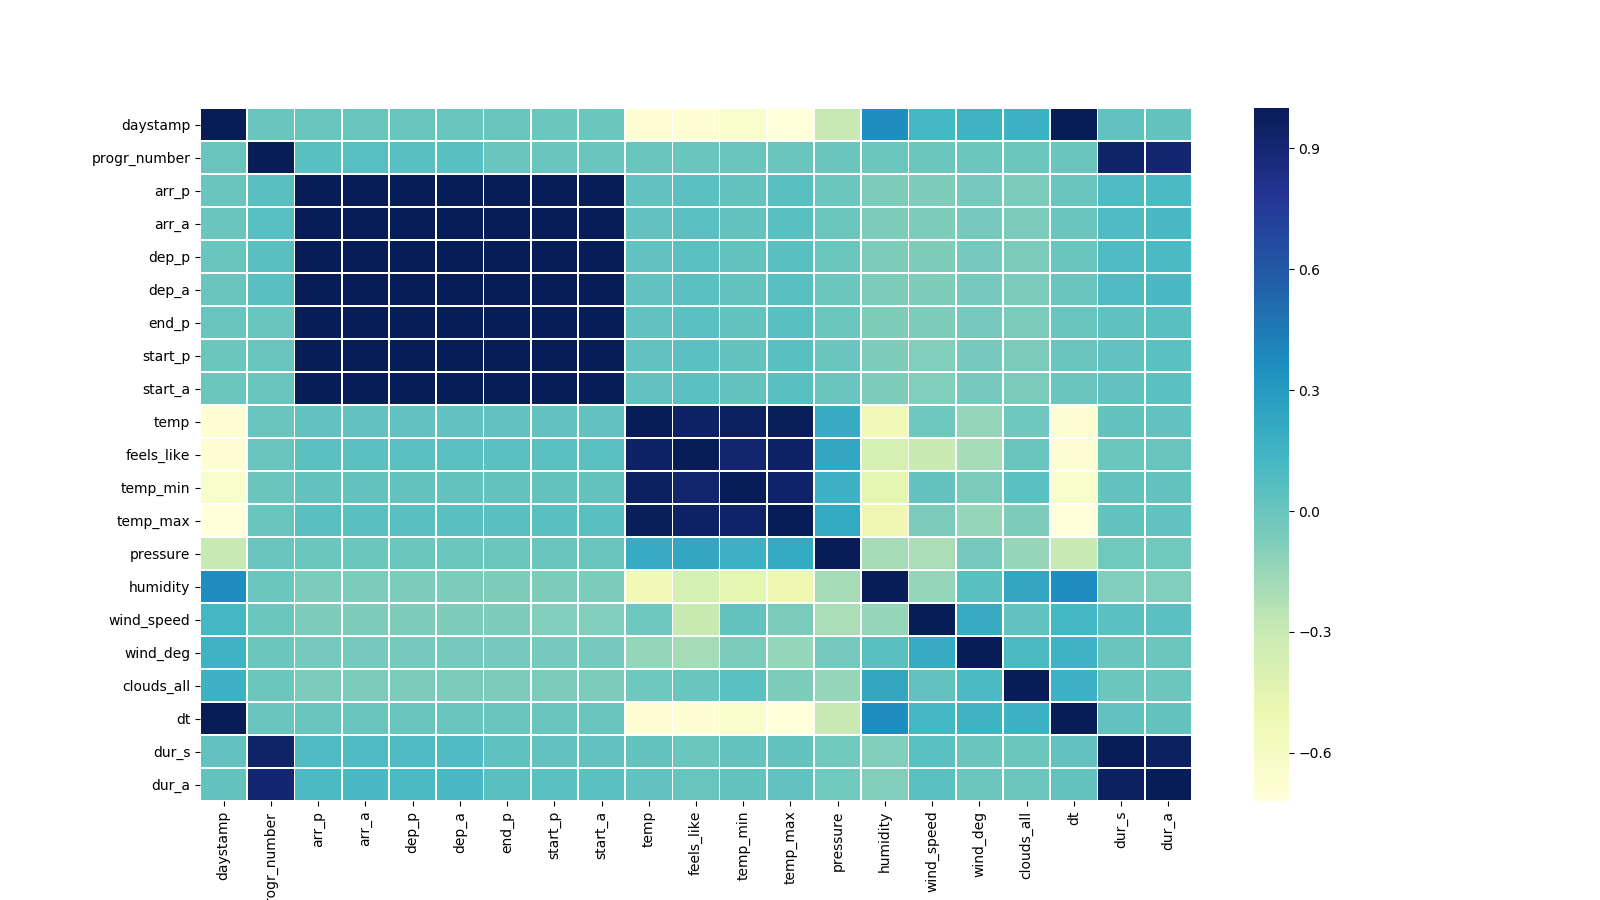 daystamp
progr_number
arr_p
arr_a
dep_p
dep_a
end_p
start_p
start_a
temp
feels_like
temp_min
temp_max
pressure
humidity
wind_speed
wind_deg
clouds_all
dt
dur_s
dur_a
daystamp
rogr_number
arr_p
arr_a
dep_p
dep_a
end_p
start_p
start_a
temp
feels_like
temp_min
temp_max
pressure
humidity
wind_speed
wind_deg
clouds_all
dt
dur_s
dur_a
0.9
0.6
0.3
0.0
−0.3
−0.6